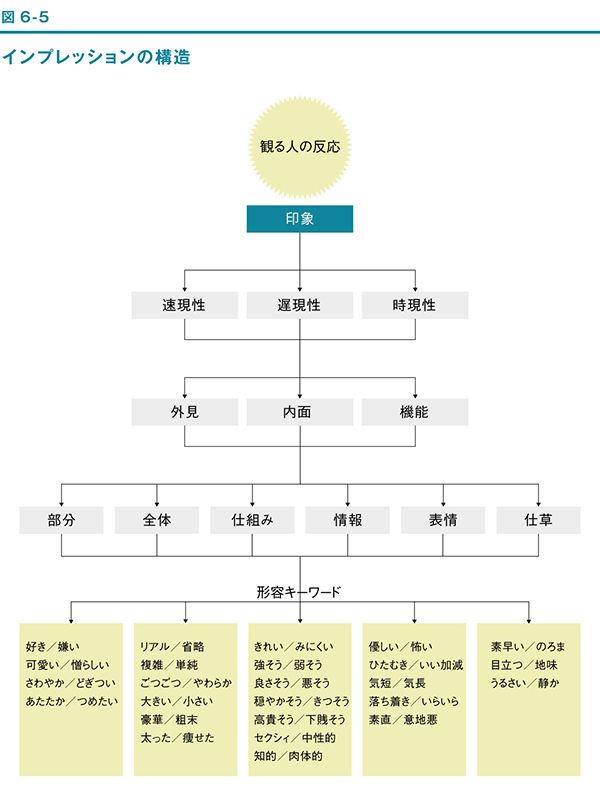 図 6-5
インプレッションの構造
観る人の反応
印象
速現性
遅現性
時現性
外見
内面
機能
部分
全体
仕組み
情報
表情
仕草
形容キーワード
好き／嫌い
可愛い／憎らしい
さわやか／どぎつい
あたたか／つめたい
リアル／省略
複雑／単純
ごつごつ／やわらか
大きい／小さい
豪華／粗末
太った／痩せた
きれい／みにくい
強そう／弱そう
良さそう／悪そう
穏やかそう／きつそう
高貴そう／下賎そう
セクシィ／中性的
知的／肉体的
優しい／怖い
ひたむき／いい加減
気短／気長
落ち着き／いらいら
素直／意地悪
素早い／のろま
目立つ／地味
うるさい／静か